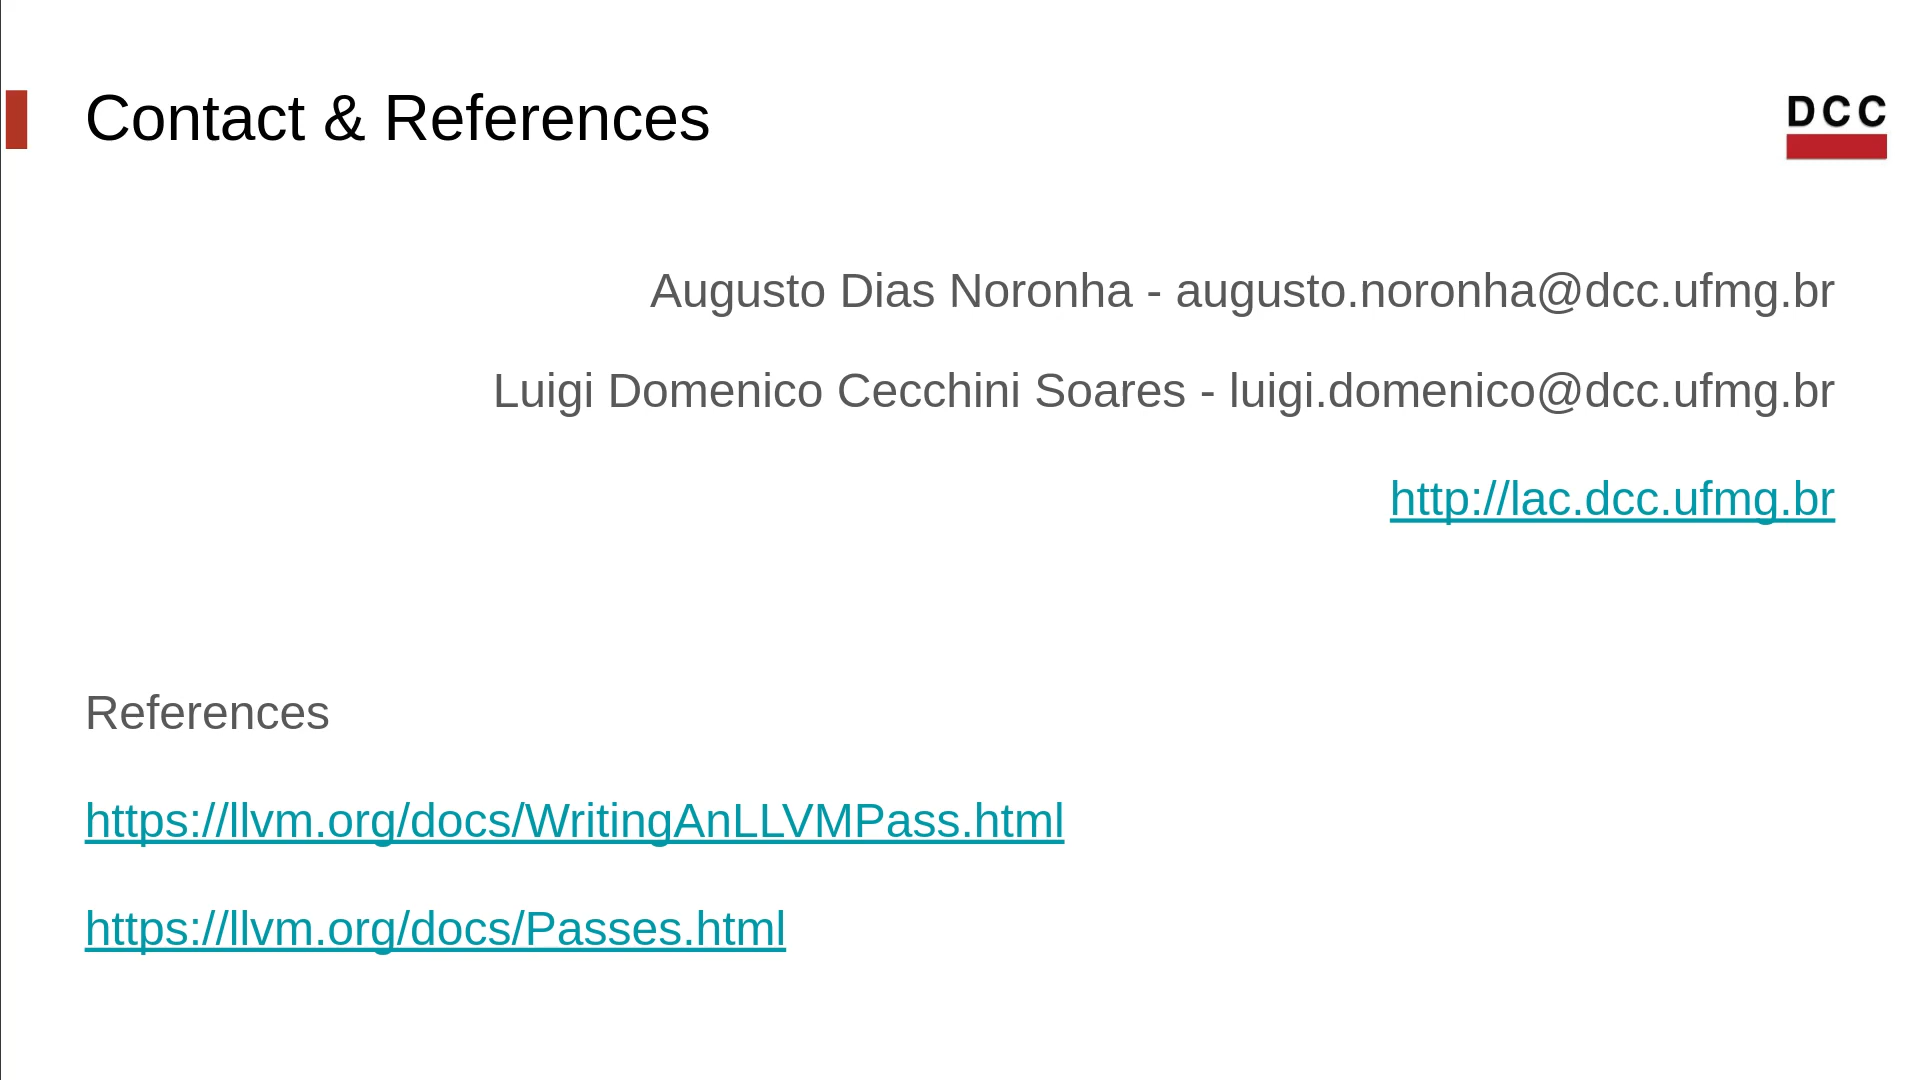 Contact & References
DCC
Augusto Dias Noronha - augusto.noronha@dcc.ufmg.br
Luigi Domenico Cecchini Soares - luigi.domenico@dcc.ufmg.br
http://lac.dcc.ufmg.br
References
https://llvm.org/docs/WritingAnLLVMPass.html
https://llvm.org/docs/Passes.html